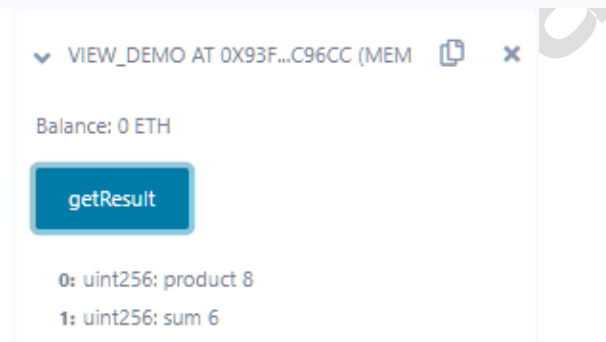 VIEW_DEMO AT 0X93F...C96CC (MEM
Balance: 0 ETH
getResult
0: uint256: product 8
1: uint256: sum 6